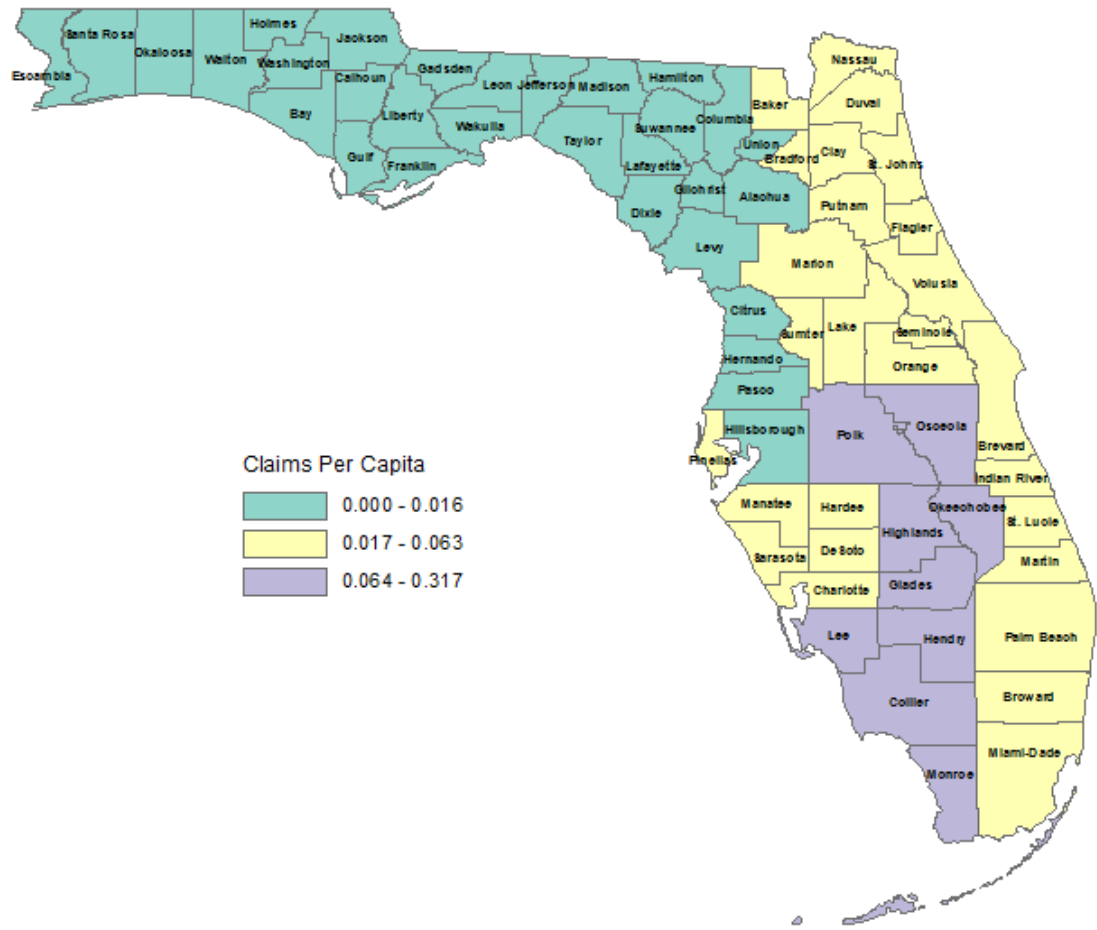 Holmes
Santa Rosa
Okaloosa
Walton
Washington
Jackson
Escambia
Bay
Calhoun
Gulf
Liberty
Franklin
Gadsden
Leon
Wakulla
Jefferson
Madison
Taylor
Hamilton
Suwannee
Lafayette
Dixie
Columbia
Gilchrist
Levy
Union
Alachua
Baker
Bradford
Nassau
Duval
Clay
St. Johns
Putnam
Flagler
Marion
Volusia
Citrus
Sumter
Lake
Seminole
Hernando
Orange
Pasco
Hillsborough
Pinellas
Polk
Osceola
Brevard
Indian River
Manatee
Hardee
Highlands
Okeechobee
St. Lucie
Sarasota
DeSoto
Martin
Charlotte
Glades
Lee
Hendry
Palm Beach
Collier
Broward
Monroe
Miami-Dade
Claims Per Capita
0.000 - 0.016
0.017 - 0.063
0.064 - 0.317